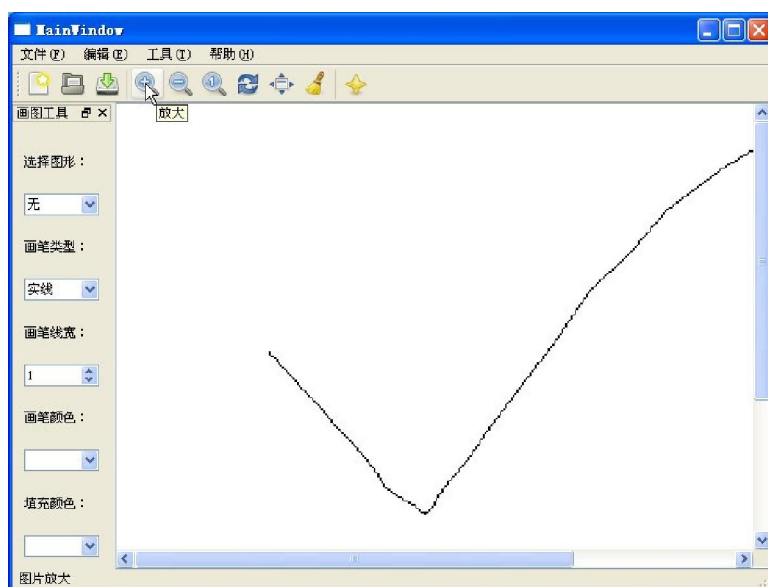 MainWindow
文件(F) 编辑(E) 工具(T) 帮助(H)
画图工具
放大
选择图形：
无
画笔类型：
实线
画笔线宽：
1
画笔颜色：
填充颜色：
图片放大